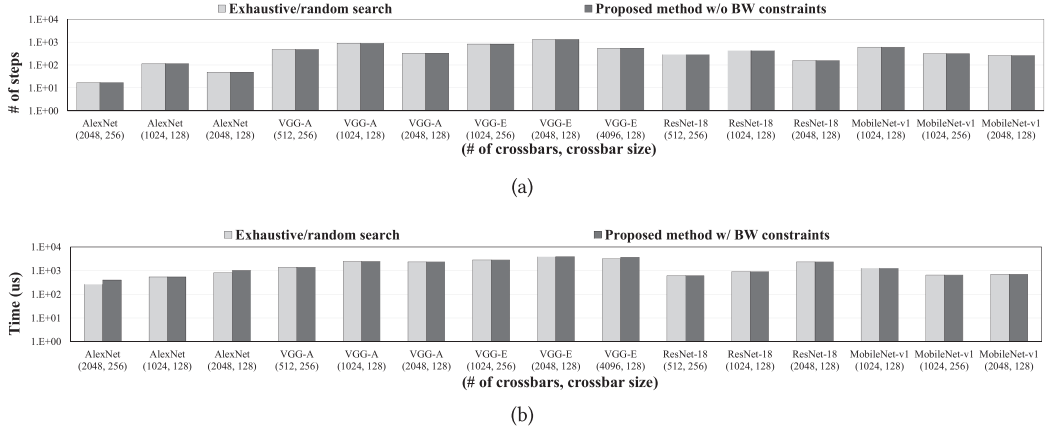 (a)
Exhaustive/random search Proposed method w/o BW constraints
# of steps
1.E+04
1.E+03
1.E+02
1.E+01
1.E+00
AlexNet AlexNet AlexNet VGG-A VGG-A VGG-A VGG-E VGG-E VGG-E ResNet-18 ResNet-18 ResNet-18 MobileNet-v1 MobileNet-v1 MobileNet-v1
(2048, 256) (1024, 128) (2048, 128) (512, 256) (1024, 128) (2048, 128) (1024, 256) (2048, 128) (4096, 128) (512, 256) (1024, 128) (2048, 128) (1024, 128) (1024, 256) (2048, 128)
(# of crossbars, crossbar size)
(b)
Exhaustive/random search Proposed method w/ BW constraints
Time (us)
1.E+04
1.E+03
1.E+02
1.E+01
1.E+00
AlexNet AlexNet AlexNet VGG-A VGG-A VGG-A VGG-E VGG-E VGG-E ResNet-18 ResNet-18 ResNet-18 MobileNet-v1 MobileNet-v1 MobileNet-v1
(2048, 256) (1024, 128) (2048, 128) (512, 256) (1024, 128) (2048, 128) (1024, 256) (2048, 128) (4096, 128) (512, 256) (1024, 128) (2048, 128) (1024, 128) (1024, 256) (2048, 128)
(# of crossbars, crossbar size)